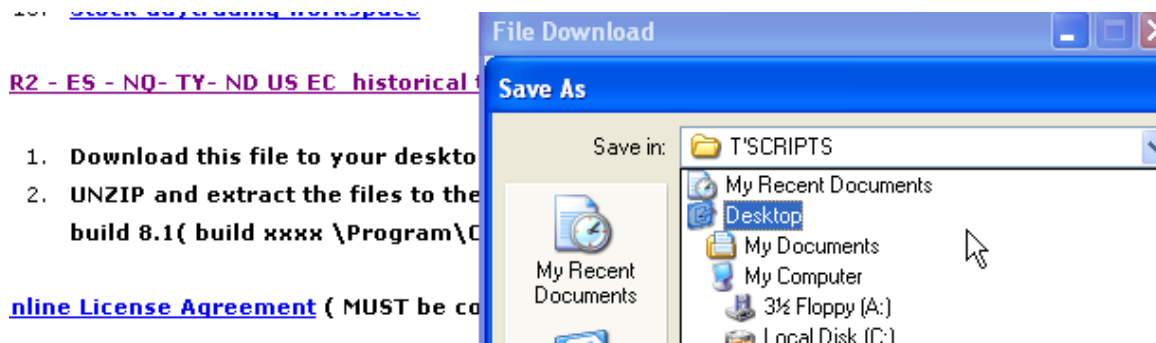 10. Stock daytrading workspace
R2 - ES - NQ- TY- ND US EC historical
1. Download this file to your deskto
2. UNZIP and extract the files to the
build 8.1( build xxxx \Program\C
nline License Agreement ( MUST be co
File Download
Save As
Save in:
T'SCRIPTS
My Recent Documents
Desktop
My Documents
My Computer
3½ Floppy (A:)
Local Disk (C:)
My Recent
Documents